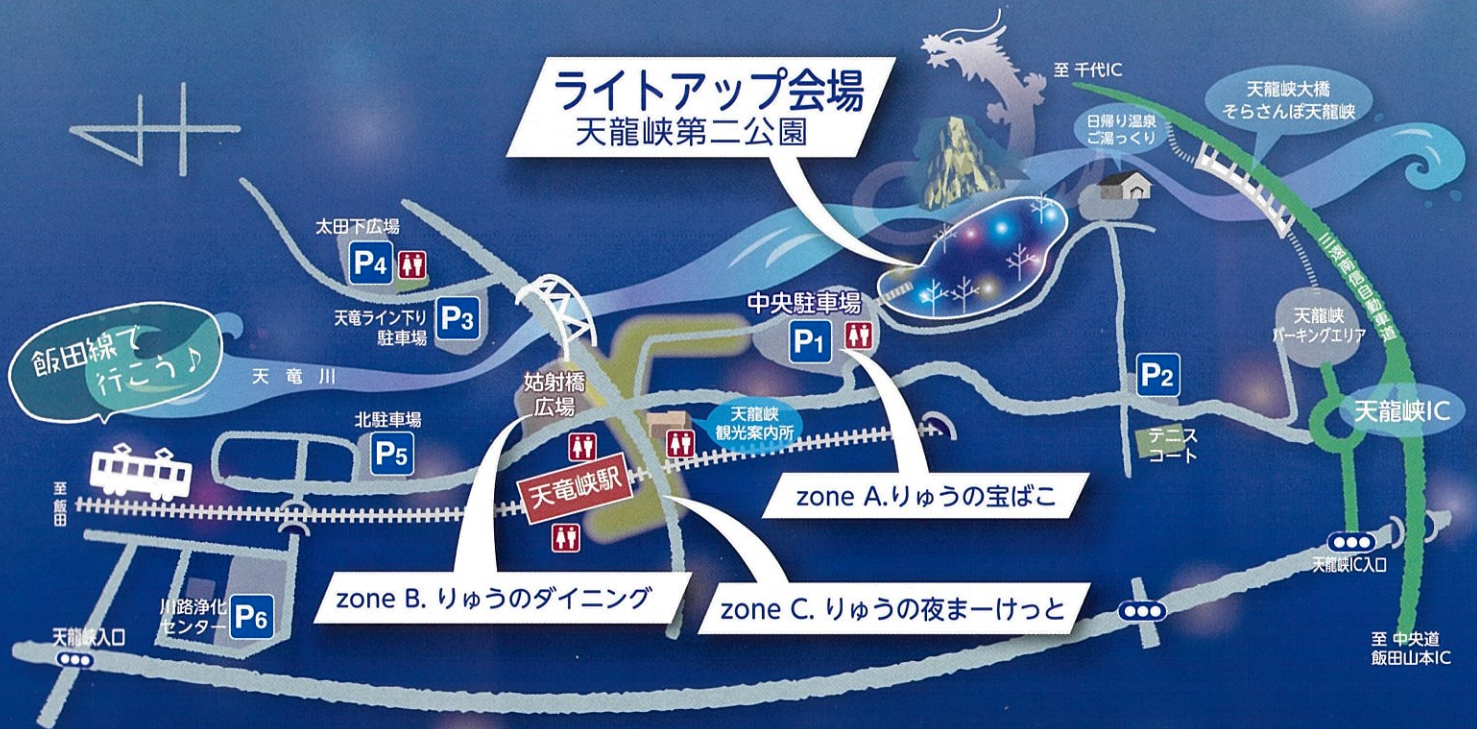 ライトアップ会場
天龍峡第二公園
至 千代IC
天龍峡大橋
そらさんぽ天龍峡
日帰り温泉
ご湯っくり
太田下広場
P4
天竜ライン下り
駐車場
P3
中央駐車場
P1
三遠南信自動車道
天龍峡
パーキングエリア
飯田線で
行こう♪
天竜川
姑射橋
広場
P2
天龍峡IC
北駐車場
P5
天龍峡
観光案内所
テニス
コート
至飯田
天竜峡駅
zone A.りゅうの宝ばこ
天龍峡IC入口
zone B. りゅうのダイニング
zone C. りゅうの夜まーけっと
川路浄化
センター
P6
天龍峡入口
至 中央道
飯田山本IC